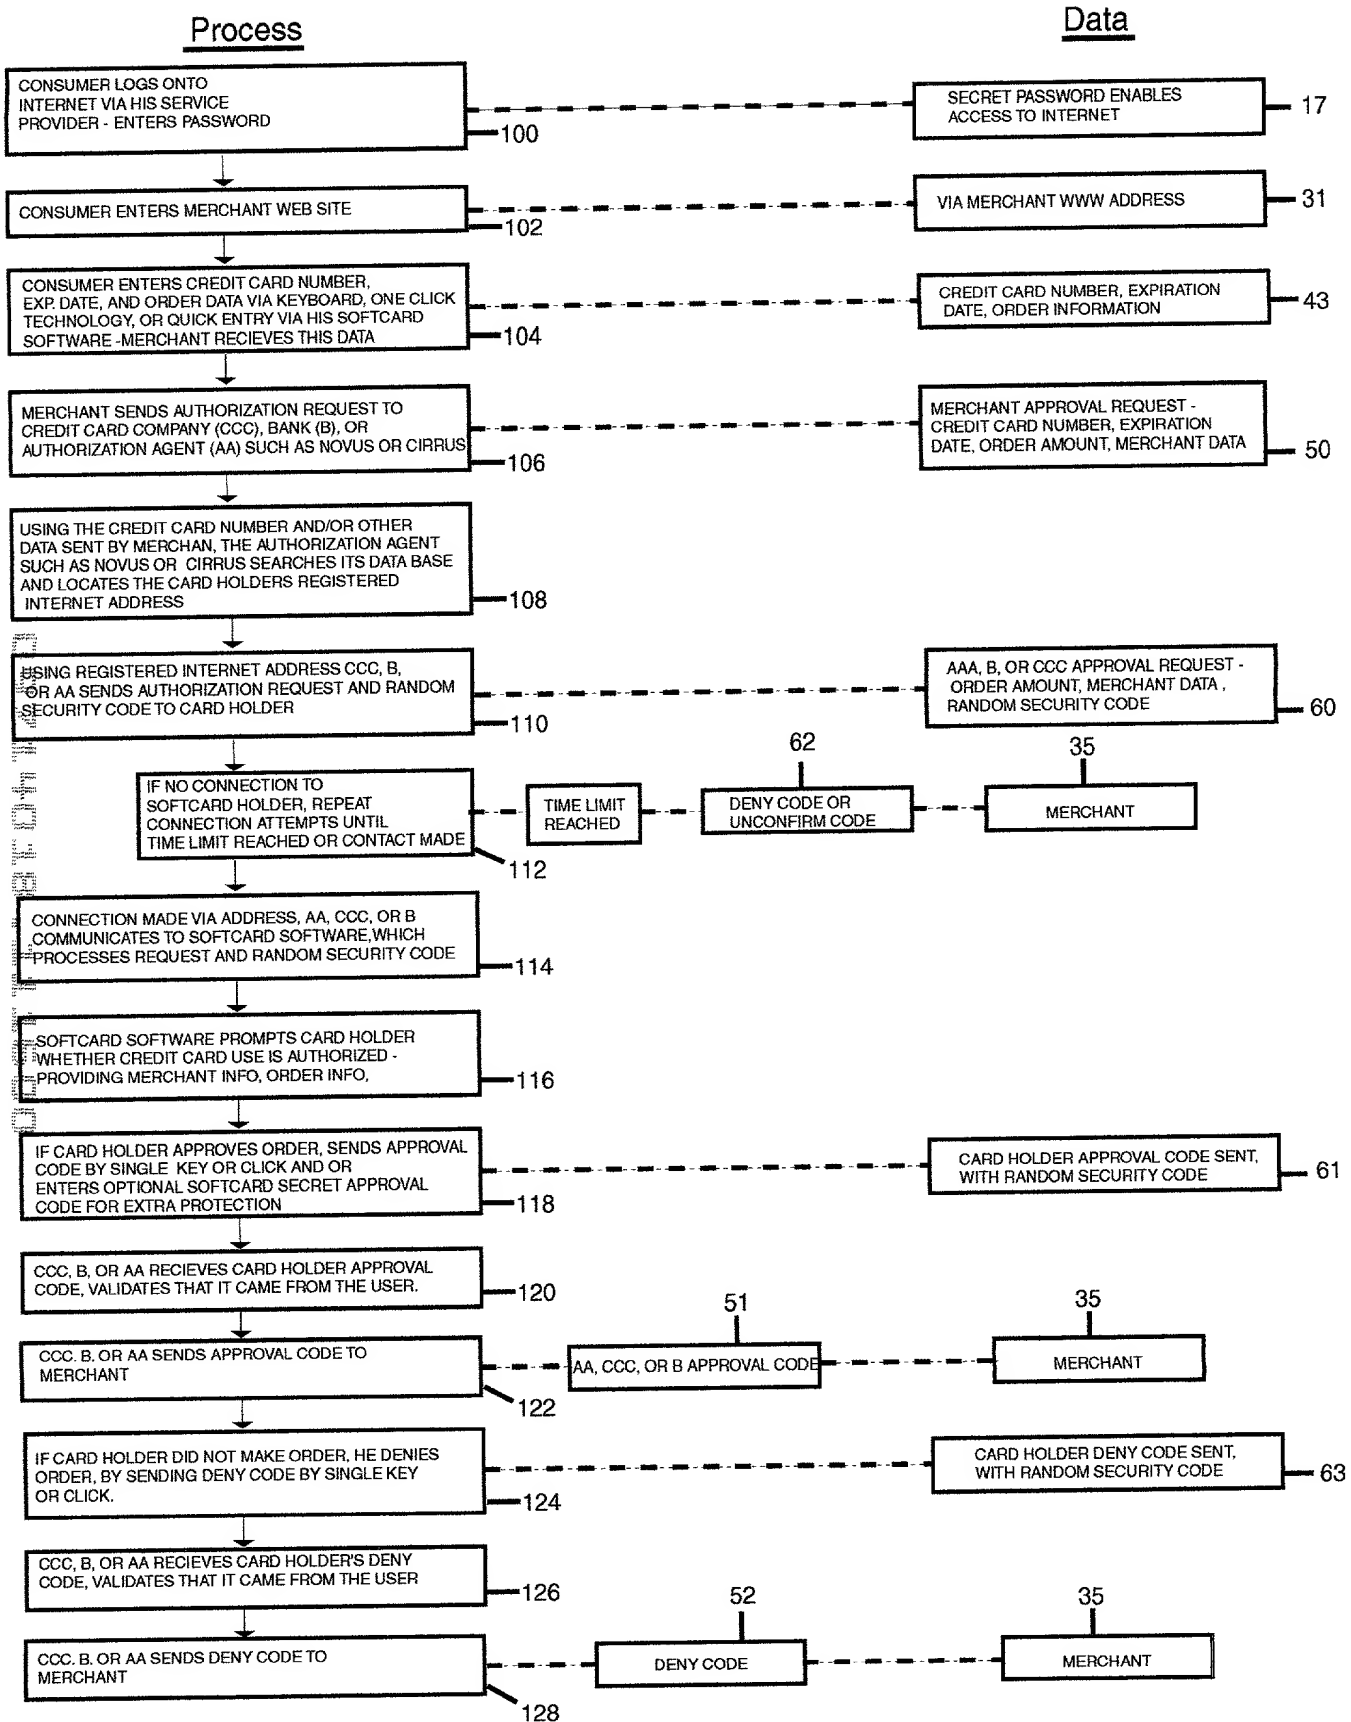 Process
Data
CONSUMER LOGS ONTO
INTERNET VIA HIS SERVICE
PROVIDER - ENTERS PASSWORD
100
SECRET PASSWORD ENABLES
ACCESS TO INTERNET
17
CONSUMER ENTERS MERCHANT WEB SITE
102
VIA MERCHANT WWW ADDRESS
31
CONSUMER ENTERS CREDIT CARD NUMBER,
EXP. DATE, AND ORDER DATA VIA KEYBOARD, ONE CLICK
TECHNOLOGY, OR QUICK ENTRY VIA HIS SOFTCARD
SOFTWARE -MERCHANT RECIEVES THIS DATA
104
CREDIT CARD NUMBER, EXPIRATION
DATE, ORDER INFORMATION
43
MERCHANT SENDS AUTHORIZATION REQUEST TO
CREDIT CARD COMPANY (CCC), BANK (B), OR
AUTHORIZATION AGENT (AA) SUCH AS NOVUS OR CIRRUS
106
MERCHANT APPROVAL REQUEST -
CREDIT CARD NUMBER, EXPIRATION
DATE, ORDER AMOUNT, MERCHANT DATA
50
USING THE CREDIT CARD NUMBER AND/OR OTHER
DATA SENT BY MERCHAN, THE AUTHORIZATION AGENT
SUCH AS NOVUS OR CIRRUS SEARCHES ITS DATA BASE
AND LOCATES THE CARD HOLDERS REGISTERED
INTERNET ADDRESS
108
USING REGISTERED INTERNET ADDRESS CCC, B,
OR AA SENDS AUTHORIZATION REQUEST AND RANDOM
SECURITY CODE TO CARD HOLDER
110
AAA, B, OR CCC APPROVAL REQUEST -
ORDER AMOUNT, MERCHANT DATA ,
RANDOM SECURITY CODE
60
IF NO CONNECTION TO
SOFTCARD HOLDER, REPEAT
CONNECTION ATTEMPTS UNTIL
TIME LIMIT REACHED OR CONTACT MADE
112
TIME LIMIT
REACHED
62
DENY CODE OR
UNCONFIRM CODE
35
MERCHANT
CONNECTION MADE VIA ADDRESS, AA, CCC, OR B
COMMUNICATES TO SOFTCARD SOFTWARE,WHICH
PROCESSES REQUEST AND RANDOM SECURITY CODE
114
SOFTCARD SOFTWARE PROMPTS CARD HOLDER
WHETHER CREDIT CARD USE IS AUTHORIZED -
PROVIDING MERCHANT INFO, ORDER INFO,
116
IF CARD HOLDER APPROVES ORDER, SENDS APPROVAL
CODE BY SINGLE KEY OR CLICK AND OR
ENTERS OPTIONAL SOFTCARD SECRET APPROVAL
CODE FOR EXTRA PROTECTION
118
CARD HOLDER APPROVAL CODE SENT,
WITH RANDOM SECURITY CODE
61
CCC, B, OR AA RECIEVES CARD HOLDER APPROVAL
CODE, VALIDATES THAT IT CAME FROM THE USER.
120
CCC. B. OR AA SENDS APPROVAL CODE TO
MERCHANT
122
51
AA, CCC, OR B APPROVAL CODE
35
MERCHANT
IF CARD HOLDER DID NOT MAKE ORDER, HE DENIES
ORDER, BY SENDING DENY CODE BY SINGLE KEY
OR CLICK.
124
CARD HOLDER DENY CODE SENT,
WITH RANDOM SECURITY CODE
63
CCC, B, OR AA RECIEVES CARD HOLDER'S DENY
CODE, VALIDATES THAT IT CAME FROM THE USER
126
CCC. B. OR AA SENDS DENY CODE TO
MERCHANT
128
52
DENY CODE
35
MERCHANT